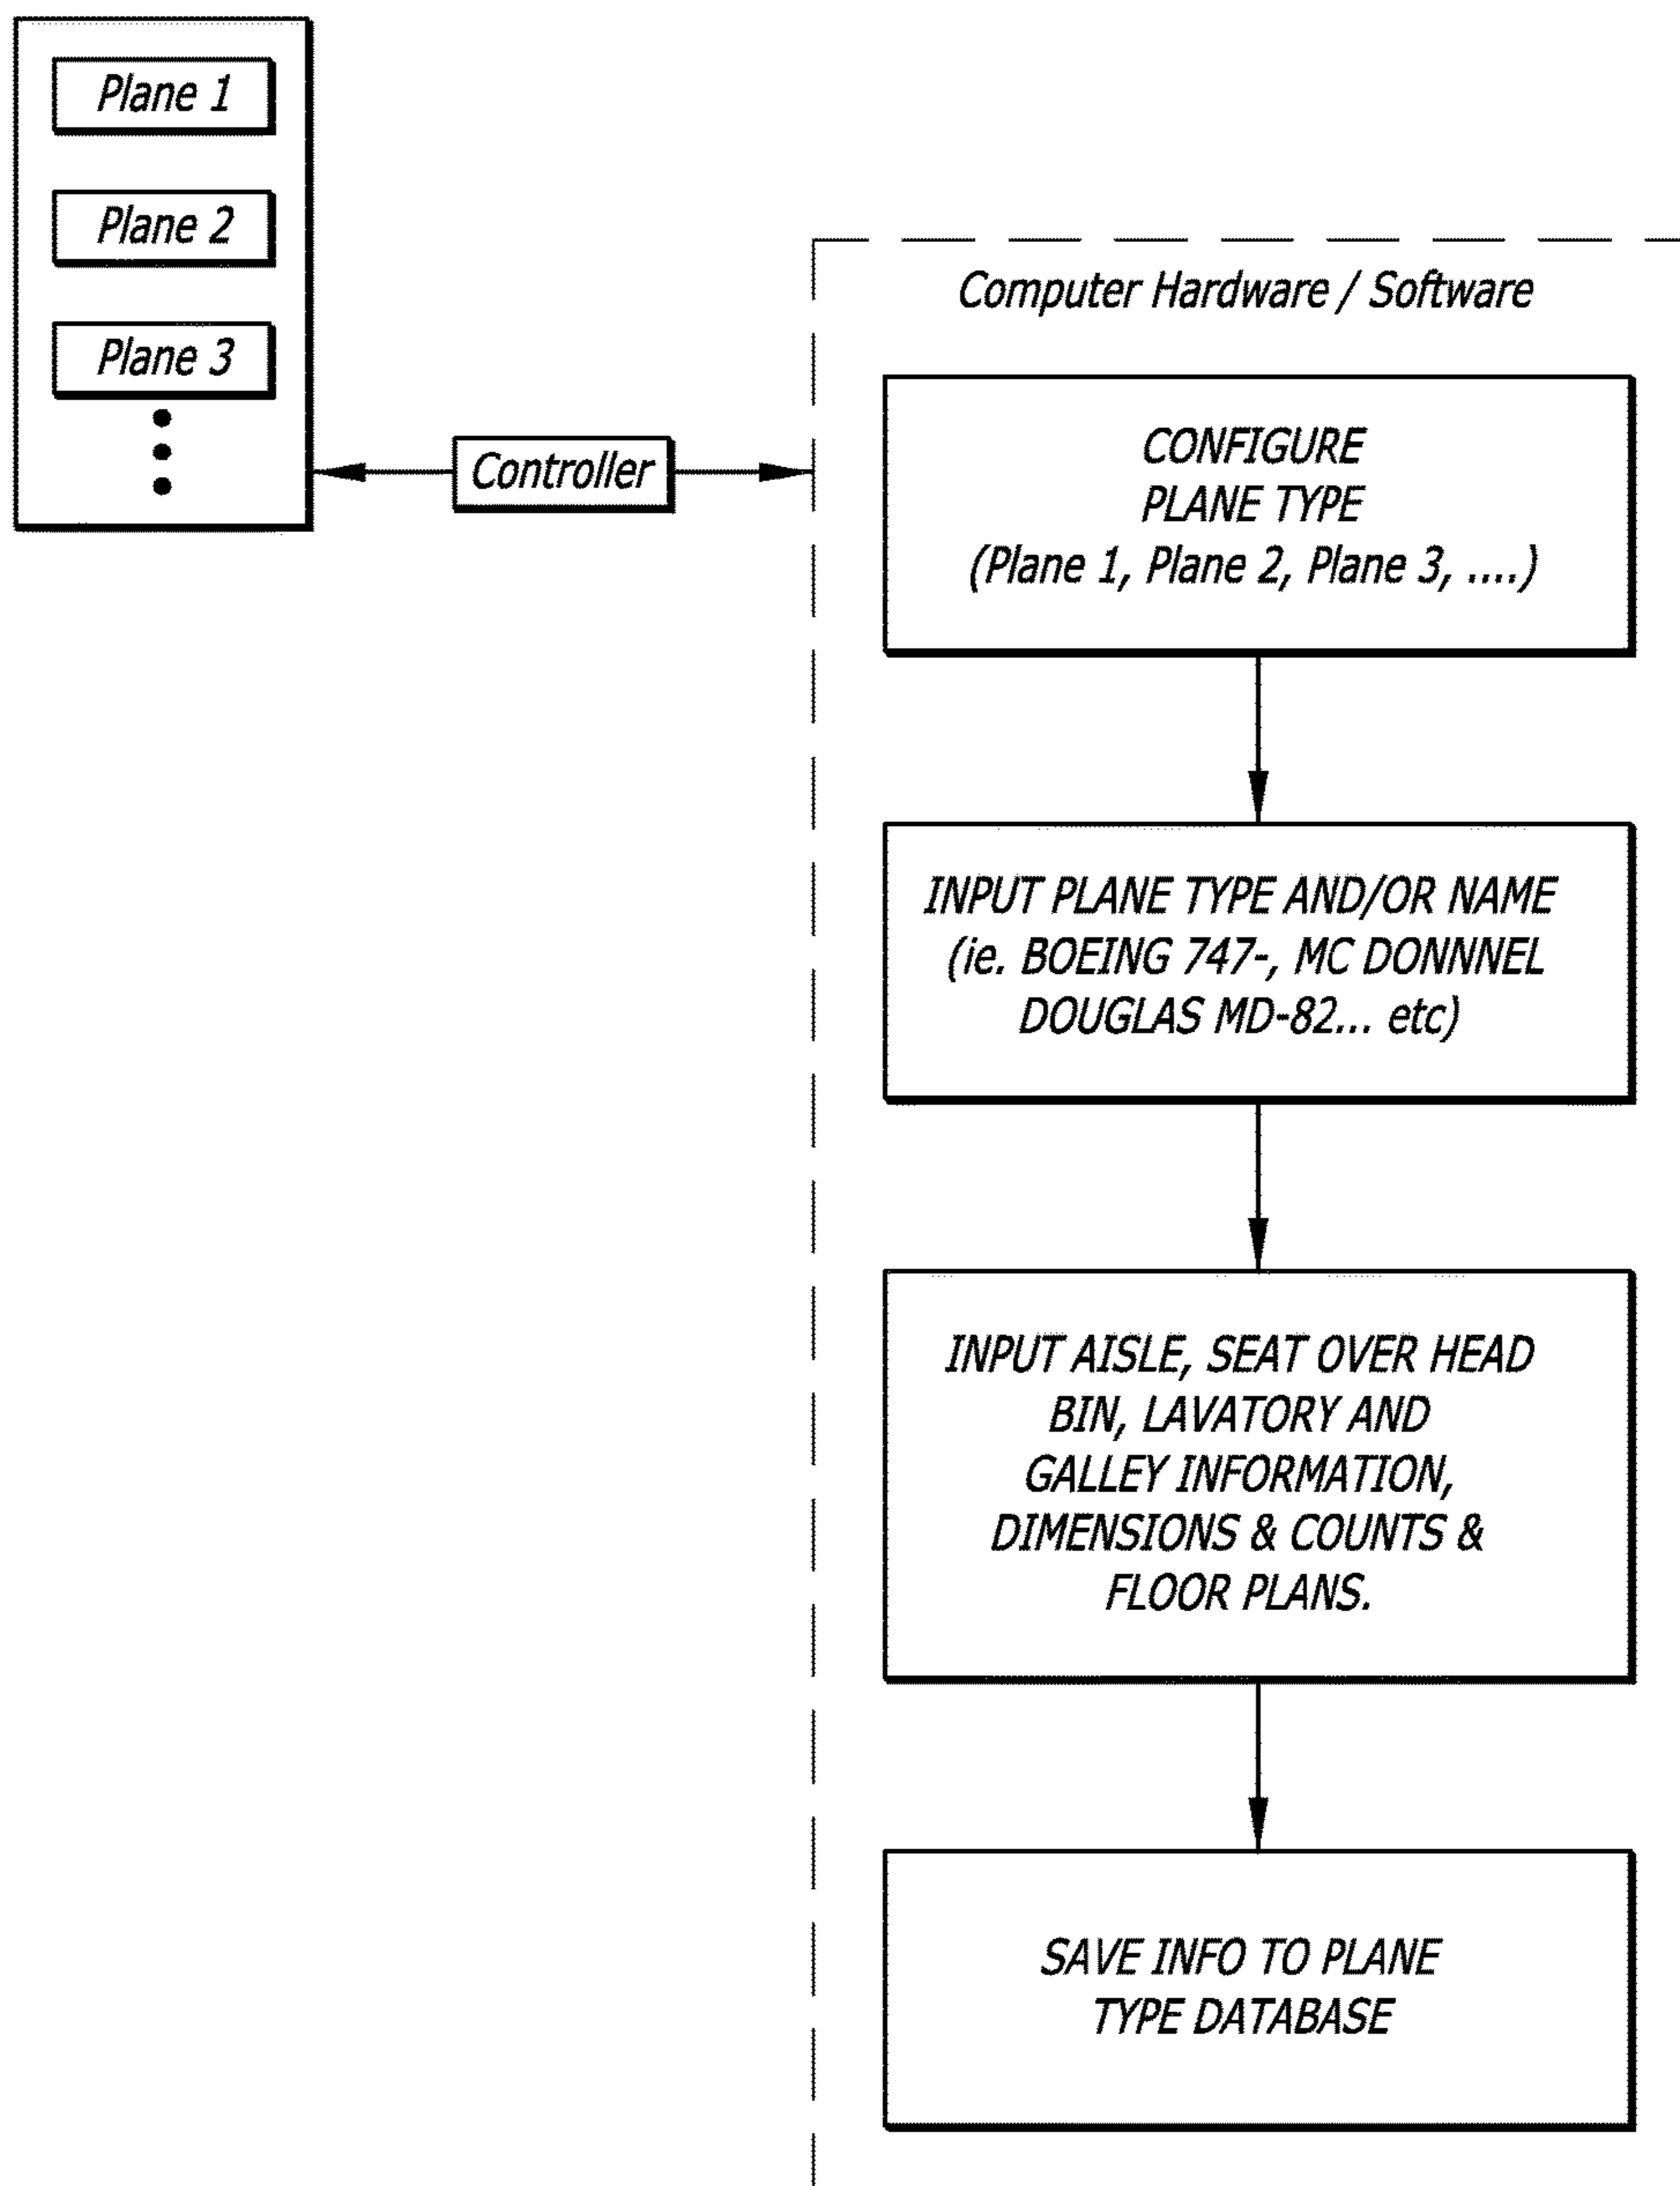 Plane 1
Plane 2
Plane 3
Controller
Computer Hardware / Software
CONFIGURE
PLANE TYPE
(Plane 1, Plane 2, Plane 3, ....)
INPUT PLANE TYPE AND/OR NAME
(ie. BOEING 747-, MC DONNNEL
DOUGLAS MD-82... etc)
INPUT AISLE, SEAT OVER HEAD
BIN, LAVATORY AND
GALLEY INFORMATION,
DIMENSIONS & COUNTS &
FLOOR PLANS.
SAVE INFO TO PLANE
TYPE DATABASE